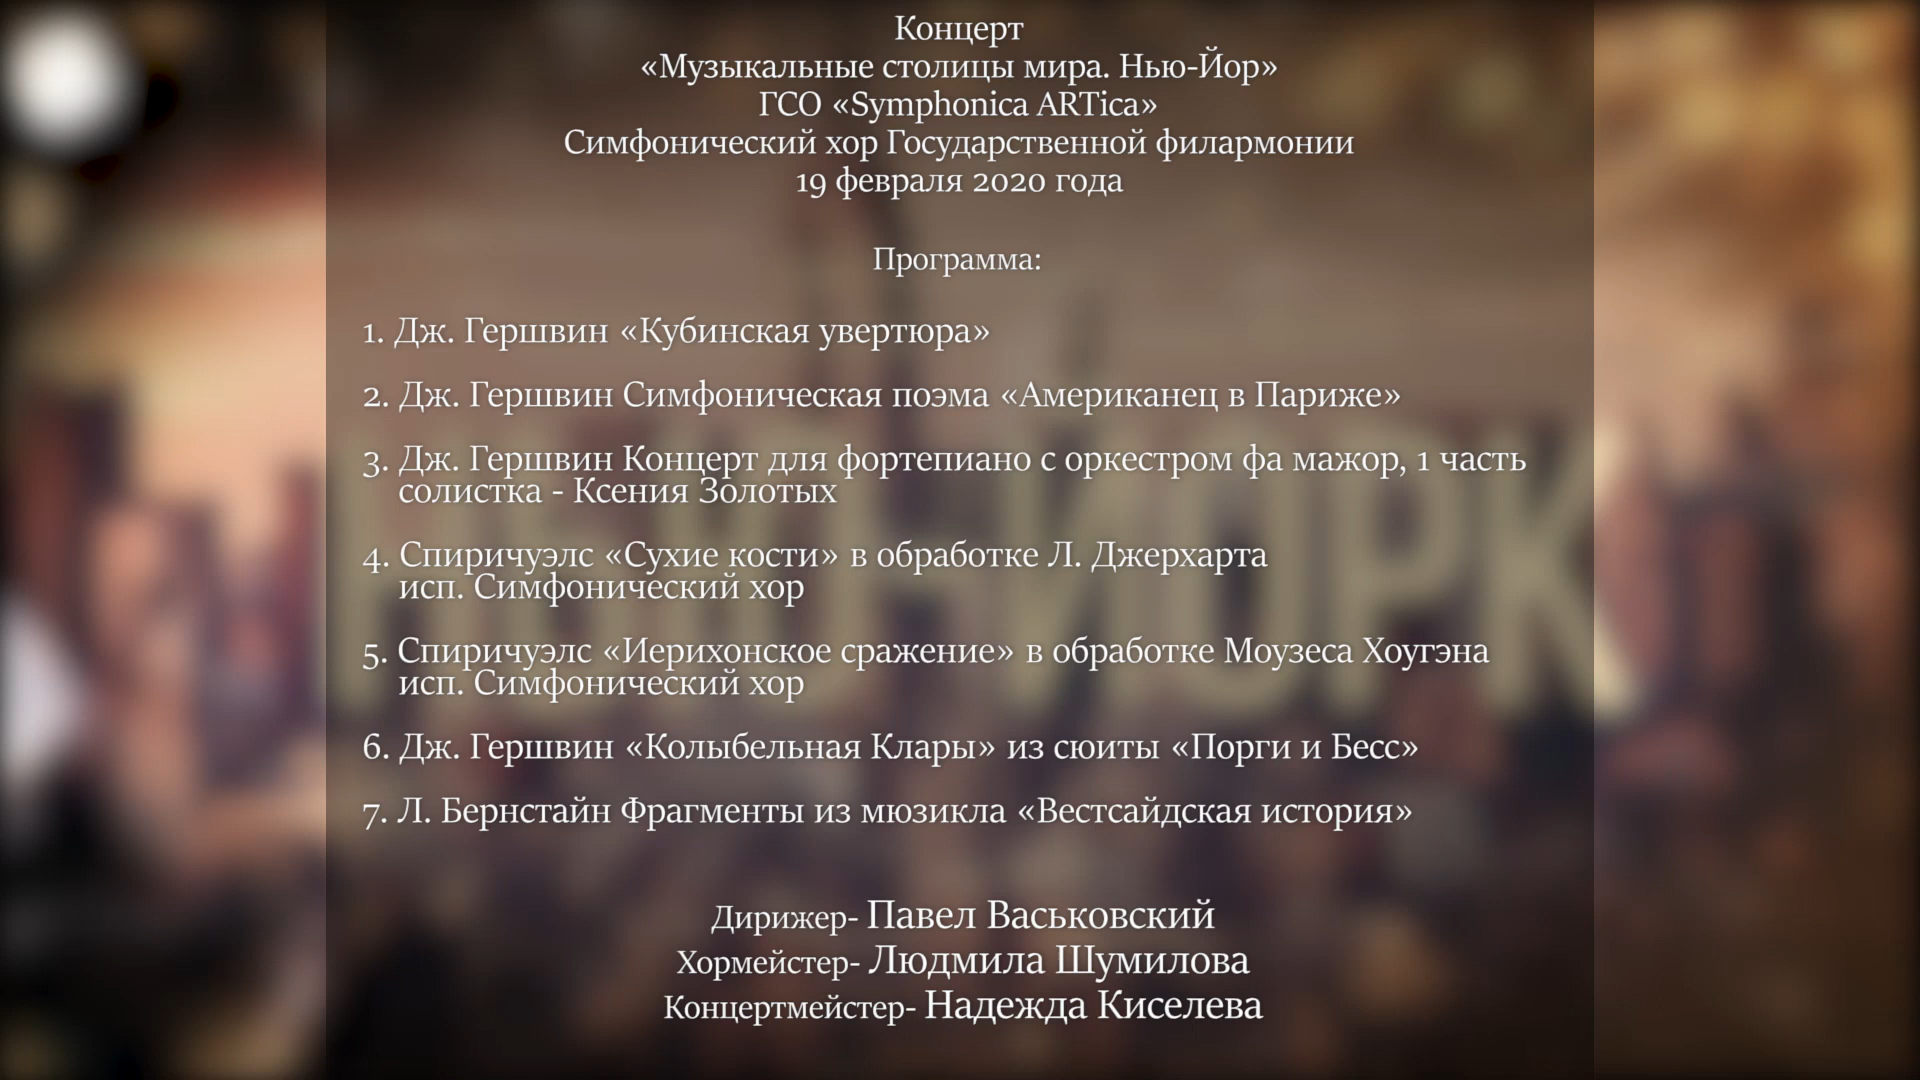 Концерт
«Музыкальные столицы мира. Нью-Йор»
ГСО «Symphonica ARTica»
Симфонический хор Государственной филармонии
19 февраля 2020 года
Программа:
1. Дж. Гершвин «Кубинская увертюра»
2. Дж. Гершвин Симфоническая поэма «Американец в Париже»
3. Дж. Гершвин Концерт для фортепиано с оркестром фа мажор, 1 часть
солистка - Ксения Золотых
4. Спиричуэлс «Сухие кости» в обработке Л. Джерхарта
исп. Симфонический хор
5. Спиричуэлс «Иерихонское сражение» в обработке Моузеса Хоугэна
исп. Симфонический хор
6. Дж. Гершвин «Колыбельная Клары» из сюиты «Порги и Бесс»
7. Л. Бернстайн Фрагменты из мюзикла «Вестсайдская история»
Дирижер- Павел Васьковский
Хормейстер- Людмила Шумилова
Концертмейстер- Надежда Киселева
НЬЮ-ЙОРК